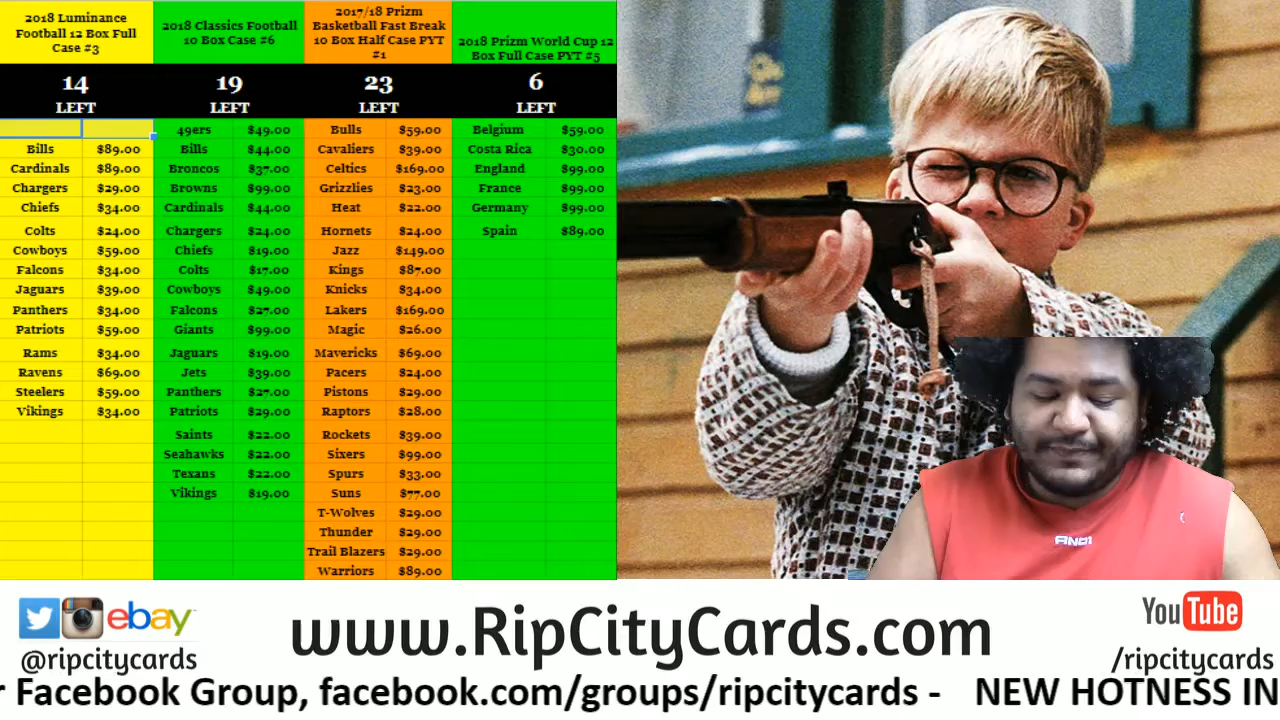 2018 Luminance
Football 12 Box Full
Case #3
14
LEFT
Bills $89.00
Cardinals $89.00
Chargers $29.00
Chiefs $34.00
Colts $24.00
Cowboys $59.00
Falcons $34.00
Jaguars $39.00
Panthers $34.00
Patriots $59.00
Rams $34.00
Ravens $69.00
Steelers $59.00
Vikings $34.00
2018 Classics Football
10 Box Case #6
19
LEFT
49ers $49.00
Bills $44.00
Broncos $37.00
Browns $99.00
Cardinals $44.00
Chargers $24.00
Chiefs $19.00
Colts $17.00
Cowboys $49.00
Falcons $27.00
Giants $99.00
Jaguars $19.00
Jets $39.00
Panthers $27.00
Patriots $29.00
Saints $22.00
Seahawks $22.00
Texans $22.00
Vikings $19.00
2017/18 Prizm
Basketball Fast Break
10 Box Half Case PYT
#1
23
LEFT
Bulls $59.00
Cavaliers $39.00
Celtics $169.00
Grizzlies $23.00
Heat $22.00
Hornets $24.00
Jazz $149.00
Kings $87.00
Knicks $34.00
Lakers $169.00
Magic $26.00
Mavericks $69.00
Pacers $24.00
Pistons $29.00
Raptors $28.00
Rockets $39.00
Sixers $99.00
Spurs $33.00
Suns $77.00
T-Wolves $29.00
Thunder $29.00
Trail Blazers $29.00
Warriors $89.00
2018 Prizm World Cup 12
Box Full Case PYT #5
6
LEFT
Belgium $59.00
Costa Rica $30.00
England $99.00
France $99.00
Germany $99.00
Spain $89.00
AND1
ebay
@ripcitycards
www.RipCityCards.com
YouTube
/ripcitycards
r Facebook Group, facebook.com/groups/ripcitycards - NEW HOTNESS IN